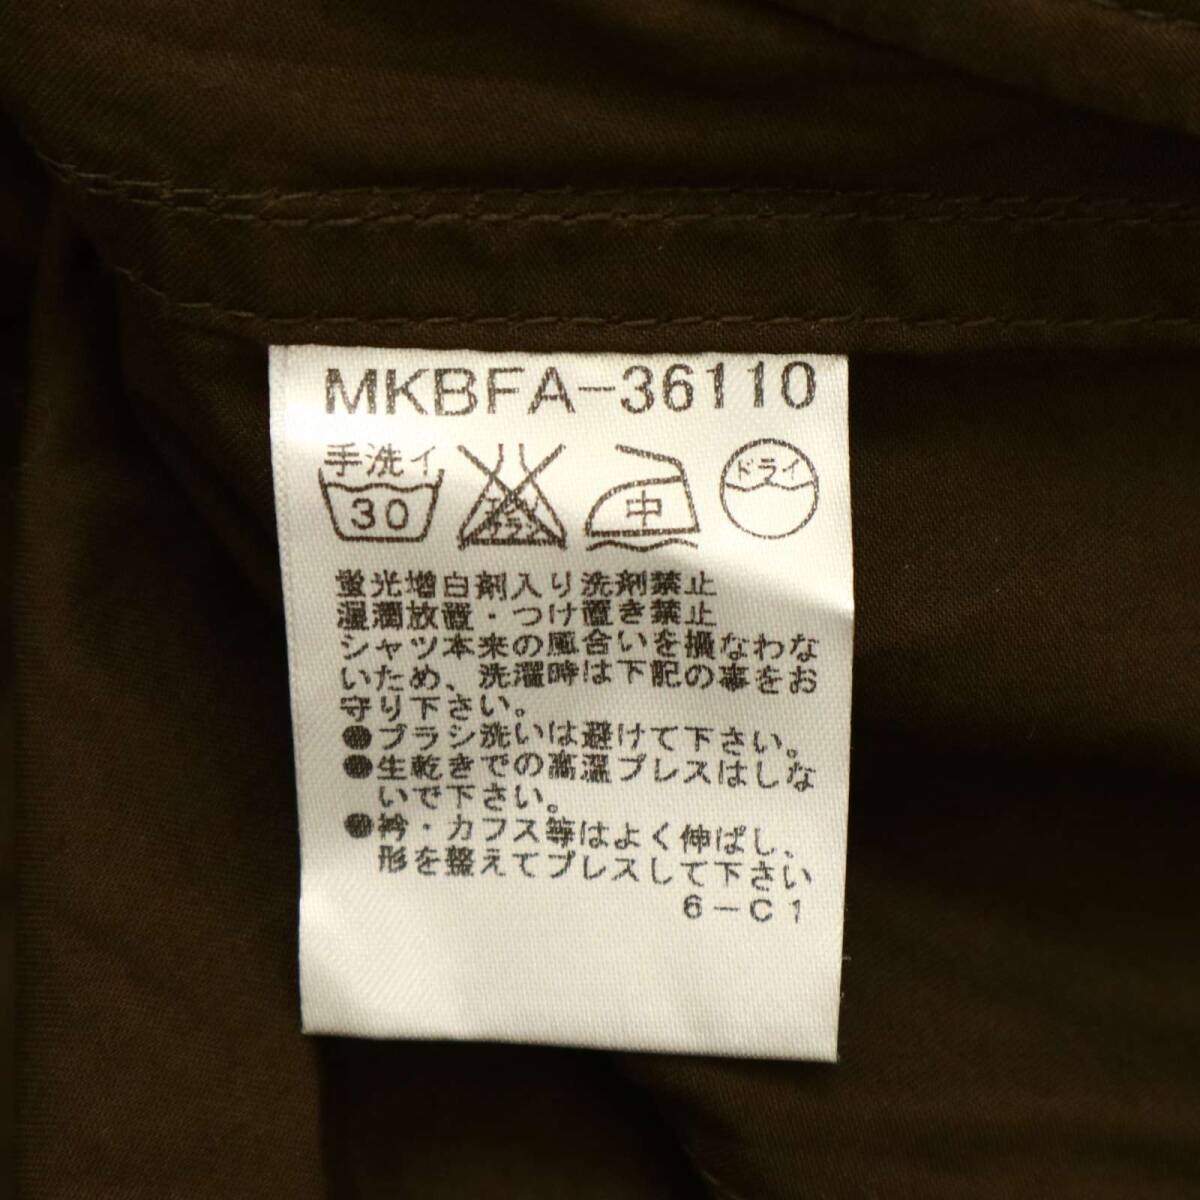 MKBFA-36110
手洗イ
30
エンソ
サラシ
中
ドライ
蛍光増白剤入り洗剤禁止
湿潤放置・つけ置き禁止
シャツ本来の風合いを損なわな
いため、洗濯時は下記の事をお
守り下さい。
●ブラシ洗いは避けて下さい。
●生乾きでの高温プレスはしな
いで下さい。
●衿・カフス等はよく伸ばし、
形を整えてプレスして下さい
6-C1